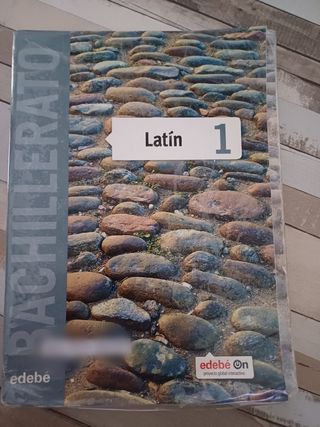 BACHILLERATO
Latín 1
edebé On
proyecto global interactivo
edebé